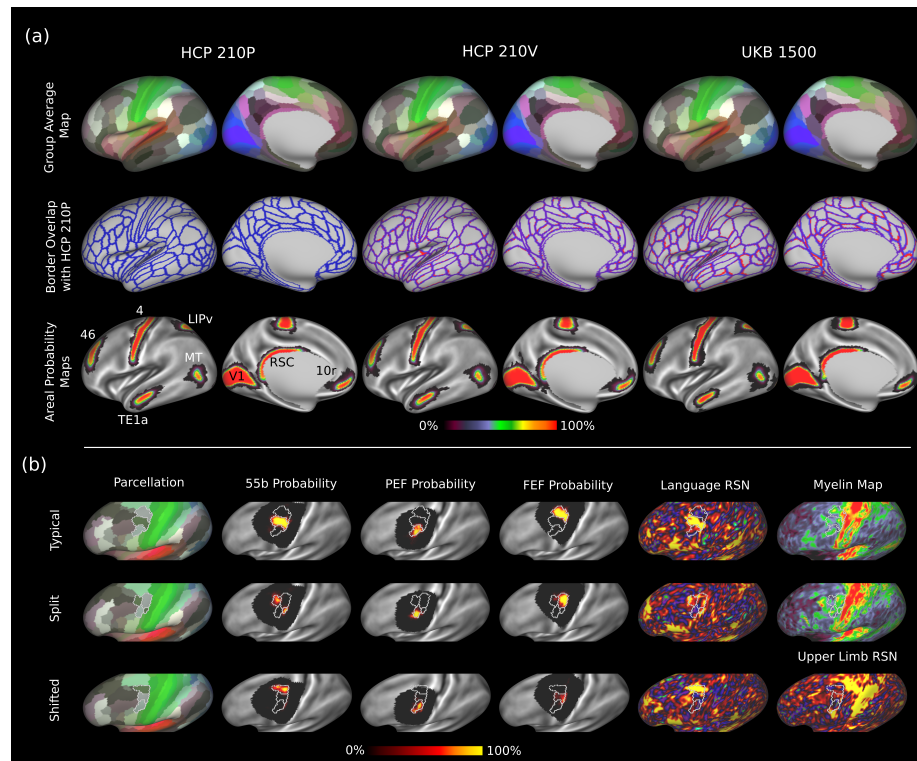 (a)
HCP 210P
HCP 210V
UKB 1500
Group Average
Map
Border Overlap
with HCP 210P
Areal Probability
Maps
4
46
LIPv
MT
V1
RSC
10r
TE1a
0%
100%
(b)
Parcellation
55b Probability
PEF Probability
FEF Probability
Language RSN
Myelin Map
Typical
Split
Upper Limb RSN
Shifted
0%
100%